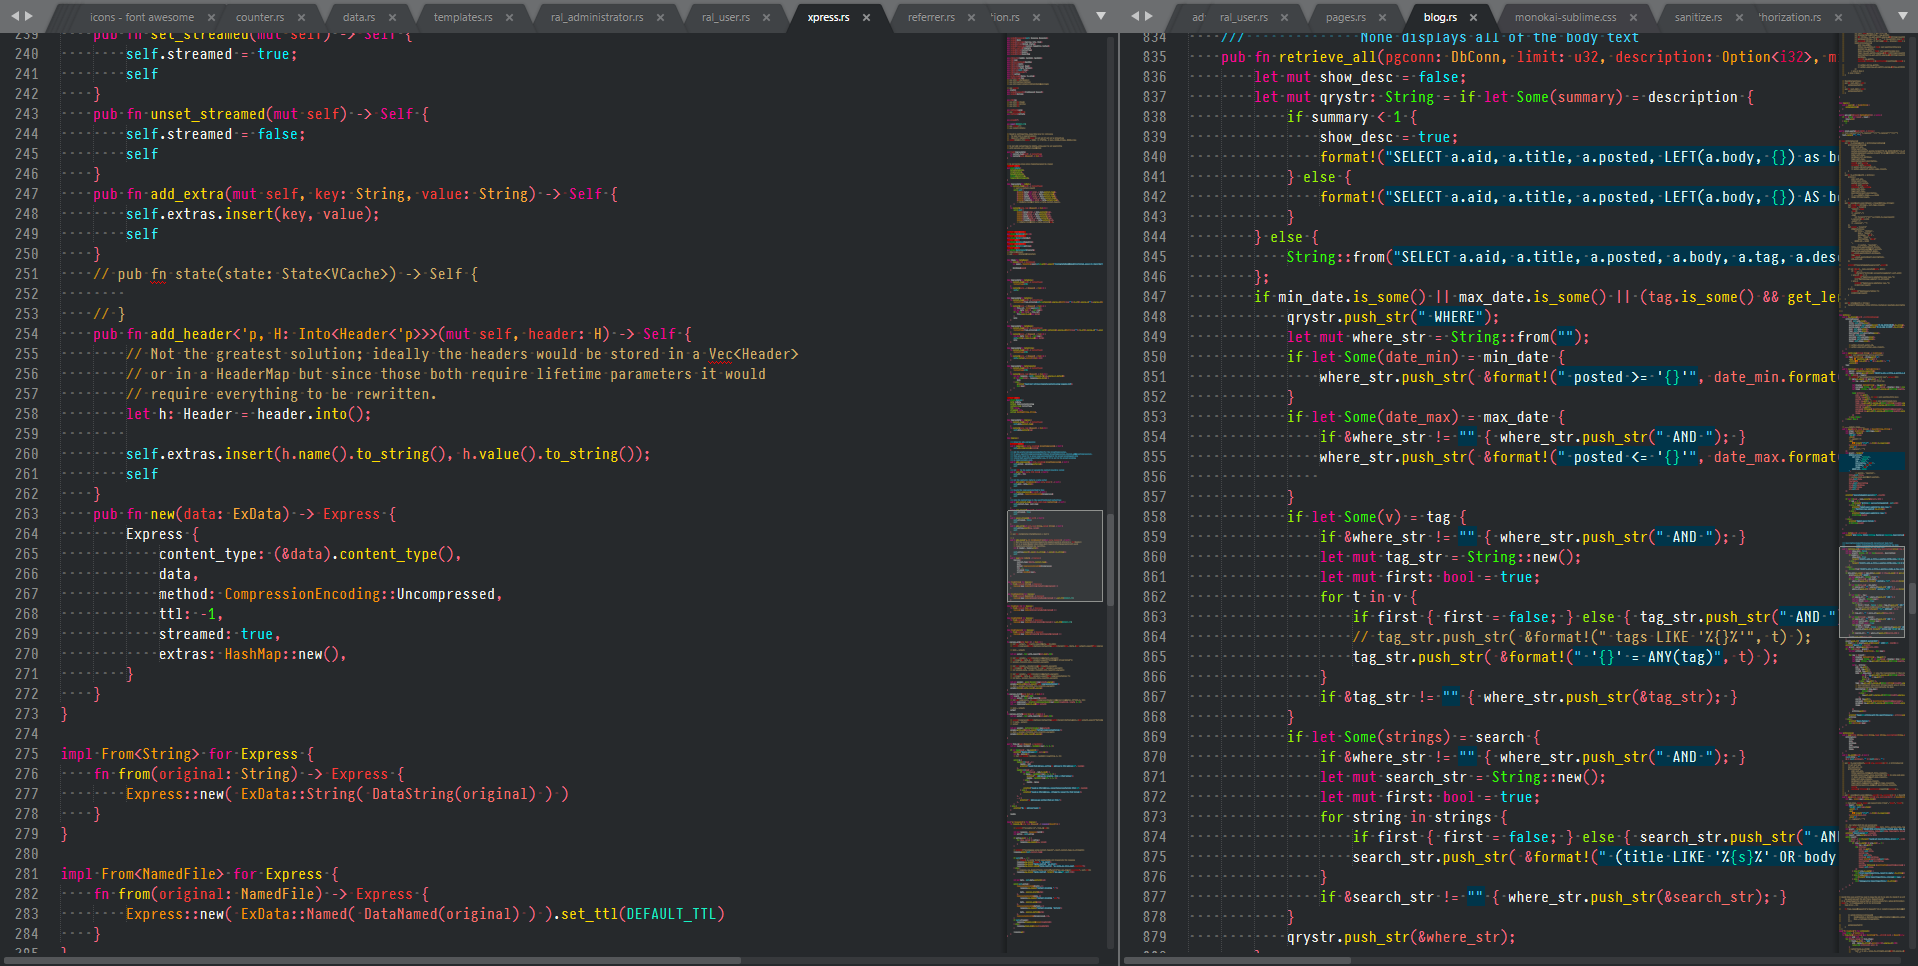 icons - font awesome × counter.rs × data.rs × templates.rs × ral_administrator.rs × ral_user.rs × xpress.rs × referrer.rs × ion.rs ×
239 pub fn set_streamed(mut self) -> Self {
240 self.streamed = true;
241 self
242 }
243 pub fn unset_streamed(mut self) -> Self {
244 self.streamed = false;
245 self
246 }
247 pub fn add_extra(mut self, key: String, value: String) -> Self {
248 self.extras.insert(key, value);
249 self
250 }
251 // pub fn state(state: State<VCache>) -> Self {
252
253 // }
254 pub fn add_header<'p, H: Into<Header<'p>>>(mut self, header: H) -> Self {
255 // Not the greatest solution; ideally the headers would be stored in a Vec<Header>
256 // or in a HeaderMap but since those both require lifetime parameters it would
257 // require everything to be rewritten.
258 let h: Header = header.into();
259
260 self.extras.insert(h.name().to_string(), h.value().to_string());
261 self
262 }
263 pub fn new(data: ExData) -> Express {
264 Express {
265 content_type: (&data).content_type(),
266 data,
267 method: CompressionEncoding::Uncompressed,
268 ttl: -1,
269 streamed: true,
270 extras: HashMap::new(),
271 }
272 }
273 }
274
275 impl From<String> for Express {
276 fn from(original: String) -> Express {
277 Express::new( ExData::String( DataString(original) ) )
278 }
279 }
280
281 impl From<NamedFile> for Express {
282 fn from(original: NamedFile) -> Express {
283 Express::new( ExData::Named( DataNamed(original) ) ).set_ttl(DEFAULT_TTL)
284 }
285 }
ad ral_user.rs × pages.rs × blog.rs × monokai-sublime.css × sanitize.rs × horization.rs ×
834 /// None displays all of the body text
835 pub fn retrieve_all(pgconn: DbConn, limit: u32, description: Option<i32>, m
836 let mut show_desc = false;
837 let mut qrystr: String = if let Some(summary) = description {
838 if summary < 1 {
839 show_desc = true;
840 format!("SELECT a.aid, a.title, a.posted, LEFT(a.body, {}) as bo
841 } else {
842 format!("SELECT a.aid, a.title, a.posted, LEFT(a.body, {}) AS bo
843 }
844 } else {
845 String::from("SELECT a.aid, a.title, a.posted, a.body, a.tag, a.desc
846 };
847 if min_date.is_some() || max_date.is_some() || (tag.is_some() && get_len
848 qrystr.push_str(" WHERE");
849 let mut where_str = String::from("");
850 if let Some(date_min) = min_date {
851 where_str.push_str( &format!(" posted >= '{}'", date_min.format
852 }
853 if let Some(date_max) = max_date {
854 if &where_str != "" { where_str.push_str(" AND "); }
855 where_str.push_str( &format!(" posted <= '{}'", date_max.format
856
857 }
858 if let Some(v) = tag {
859 if &where_str != "" { where_str.push_str(" AND "); }
860 let mut tag_str = String::new();
861 let mut first: bool = true;
862 for t in v {
863 if first { first = false; } else { tag_str.push_str(" AND "
864 // tag_str.push_str( &format!(" tags LIKE '%{}%'", t) );
865 tag_str.push_str( &format!(" '{}' = ANY(tag)", t) );
866 }
867 if &tag_str != "" { where_str.push_str(&tag_str); }
868 }
869 if let Some(strings) = search {
870 if &where_str != "" { where_str.push_str(" AND "); }
871 let mut search_str = String::new();
872 let mut first: bool = true;
873 for string in strings {
874 if first { first = false; } else { search_str.push_str(" AN
875 search_str.push_str( &format!(" (title LIKE '%{s}%' OR body
876 }
877 if &search_str != "" { where_str.push_str(&search_str); }
878 }
879 qrystr.push_str(&where_str);